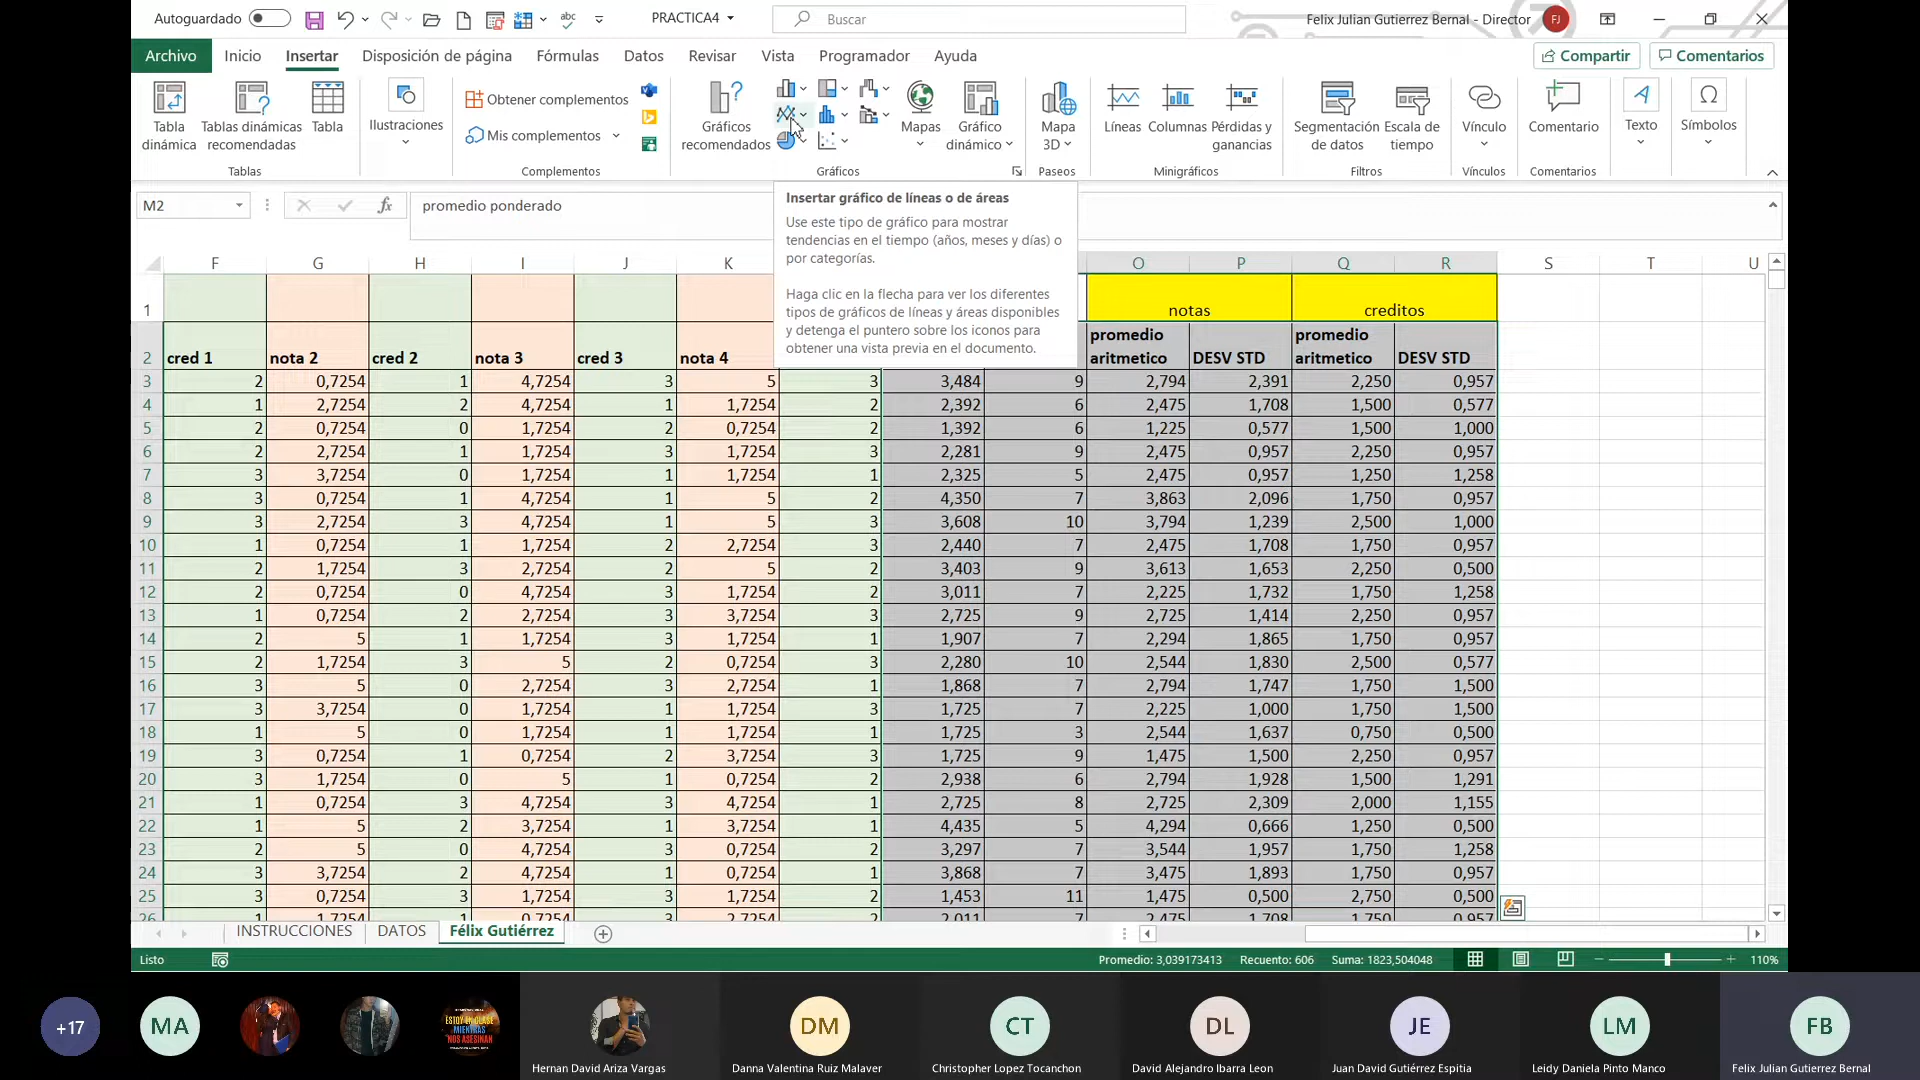 Autoguardado
PRACTICA4
Buscar
Felix Julian Gutierrez Bernal - Director
FJ
Archivo Inicio Insertar Disposición de página Fórmulas Datos Revisar Vista Programador Ayuda
Compartir Comentarios
Tabla dinámica
Tablas dinámicas recomendadas
Tabla
Tablas
Ilustraciones
Obtener complementos
Mis complementos
Complementos
Gráficos recomendados
Mapas
Gráfico dinámico
Gráficos
Mapa 3D
Paseos
Líneas Columnas Pérdidas y ganancias
Minigráficos
Segmentación de datos
Escala de tiempo
Filtros
Vínculo
Vínculos
Comentario
Comentarios
Texto
Símbolos
M2
fx
promedio ponderado
Insertar gráfico de líneas o de áreas
Use este tipo de gráfico para mostrar
tendencias en el tiempo (años, meses y días) o
por categorías.
Haga clic en la flecha para ver los diferentes
tipos de gráficos de líneas y áreas disponibles
y detenga el puntero sobre los iconos para
obtener una vista previa en el documento.
F G H I J K O P Q R S T U
1 notas creditos
2 cred 1 nota 2 cred 2 nota 3 cred 3 nota 4 promedio aritmetico DESV STD promedio aritmetico DESV STD
3 2 0,7254 1 4,7254 3 5 3 3,484 9 2,794 2,391 2,250 0,957
4 1 2,7254 2 4,7254 1 1,7254 2 2,392 6 2,475 1,708 1,500 0,577
5 2 0,7254 0 1,7254 2 0,7254 2 1,392 6 1,225 0,577 1,500 1,000
6 2 2,7254 1 1,7254 3 1,7254 3 2,281 9 2,475 0,957 2,250 0,957
7 3 3,7254 0 1,7254 1 1,7254 1 2,325 5 2,475 0,957 1,250 1,258
8 3 0,7254 1 4,7254 1 5 2 4,350 7 3,863 2,096 1,750 0,957
9 3 2,7254 3 4,7254 1 5 3 3,608 10 3,794 1,239 2,500 1,000
10 1 0,7254 1 1,7254 2 2,7254 3 2,440 7 2,475 1,708 1,750 0,957
11 2 1,7254 3 2,7254 2 5 2 3,403 9 3,613 1,653 2,250 0,500
12 2 0,7254 0 4,7254 3 1,7254 2 3,011 7 2,225 1,732 1,750 1,258
13 1 0,7254 2 2,7254 3 3,7254 3 2,725 9 2,725 1,414 2,250 0,957
14 2 5 1 1,7254 3 1,7254 1 1,907 7 2,294 1,865 1,750 0,957
15 2 1,7254 3 5 2 0,7254 3 2,280 10 2,544 1,830 2,500 0,577
16 3 5 0 2,7254 3 2,7254 1 1,868 7 2,794 1,747 1,750 1,500
17 3 3,7254 0 1,7254 1 1,7254 3 1,725 7 2,225 1,000 1,750 1,500
18 1 5 0 1,7254 1 1,7254 1 1,725 3 2,544 1,637 0,750 0,500
19 3 0,7254 1 0,7254 2 3,7254 3 1,725 9 1,475 1,500 2,250 0,957
20 3 1,7254 0 5 1 0,7254 2 2,938 6 2,794 1,928 1,500 1,291
21 1 0,7254 3 4,7254 3 4,7254 1 2,725 8 2,725 2,309 2,000 1,155
22 1 5 2 3,7254 1 3,7254 1 4,435 5 4,294 0,666 1,250 0,500
23 2 5 0 4,7254 3 0,7254 2 3,297 7 3,544 1,957 1,750 1,258
24 3 3,7254 2 4,7254 1 0,7254 1 3,868 7 3,475 1,893 1,750 0,957
25 3 0,7254 3 1,7254 3 1,7254 2 1,453 11 1,475 0,500 2,750 0,500
26 1 1,7254 1 0,7254 3 2,7254 2 2,011 7 2,475 1,708 1,750 0,957
INSTRUCCIONES DATOS Félix Gutiérrez
Listo
Promedio: 3,039173413 Recuento: 606 Suma: 1823,504048
110%
+17
MA
ESTOY EN CLASE
MIENTRAS
NOS ASESINAN
Hernan David Ariza Vargas
DM
Danna Valentina Ruiz Malaver
CT
Christopher Lopez Tocanchon
DL
David Alejandro Ibarra Leon
JE
Juan David Gutiérrez Espitia
LM
Leidy Daniela Pinto Manco
FB
Felix Julian Gutierrez Bernal